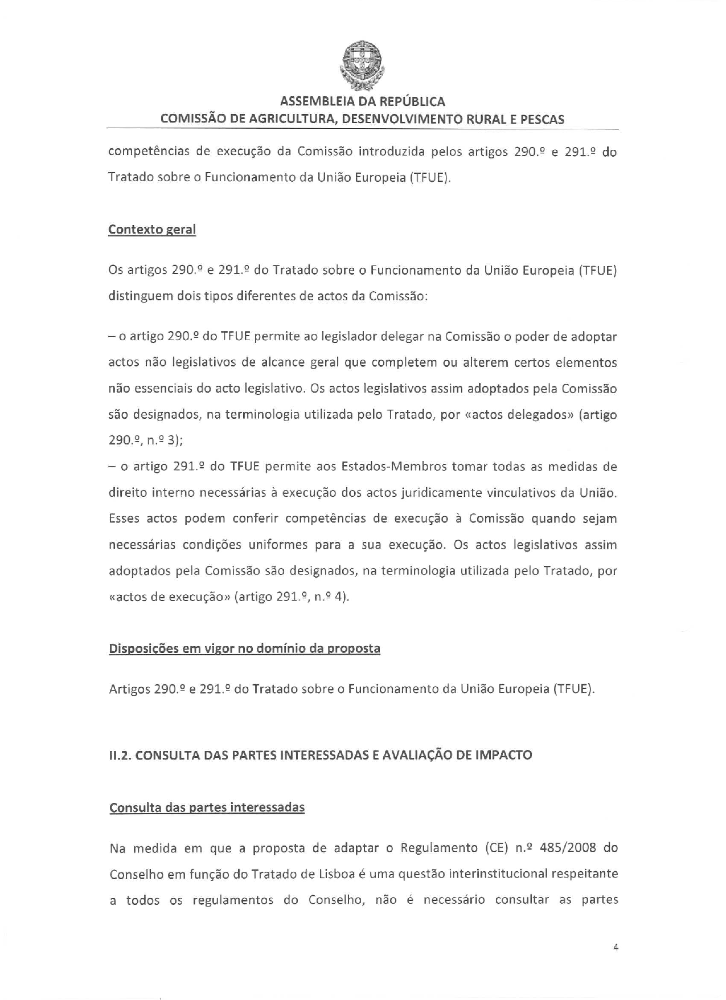 ASSEMBLEIA DA REPÚBLICA
COMISSÃO DE AGRICULTURA, DESENVOLVIMENTO RURAL E PESCAS
competências de execução da Comissão introduzida pelos artigos 290.º e 291.º do
Tratado sobre o Funcionamento da União Europeia (TFUE).
Contexto geral
Os artigos 290.º e 291.º do Tratado sobre o Funcionamento da União Europeia (TFUE)
distinguem dois tipos diferentes de actos da Comissão:
– o artigo 290.º do TFUE permite ao legislador delegar na Comissão o poder de adoptar
actos não legislativos de alcance geral que completem ou alterem certos elementos
não essenciais do acto legislativo. Os actos legislativos assim adoptados pela Comissão
são designados, na terminologia utilizada pelo Tratado, por «actos delegados» (artigo
290.º, n.º 3);
– o artigo 291.º do TFUE permite aos Estados-Membros tomar todas as medidas de
direito interno necessárias à execução dos actos juridicamente vinculativos da União.
Esses actos podem conferir competências de execução à Comissão quando sejam
necessárias condições uniformes para a sua execução. Os actos legislativos assim
adoptados pela Comissão são designados, na terminologia utilizada pelo Tratado, por
«actos de execução» (artigo 291.º, n.º 4).
Disposições em vigor no domínio da proposta
Artigos 290.º e 291.º do Tratado sobre o Funcionamento da União Europeia (TFUE).
II.2. CONSULTA DAS PARTES INTERESSADAS E AVALIAÇÃO DE IMPACTO
Consulta das partes interessadas
Na medida em que a proposta de adaptar o Regulamento (CE) n.º 485/2008 do
Conselho em função do Tratado de Lisboa é uma questão interinstitucional respeitante
a todos os regulamentos do Conselho, não é necessário consultar as partes
4